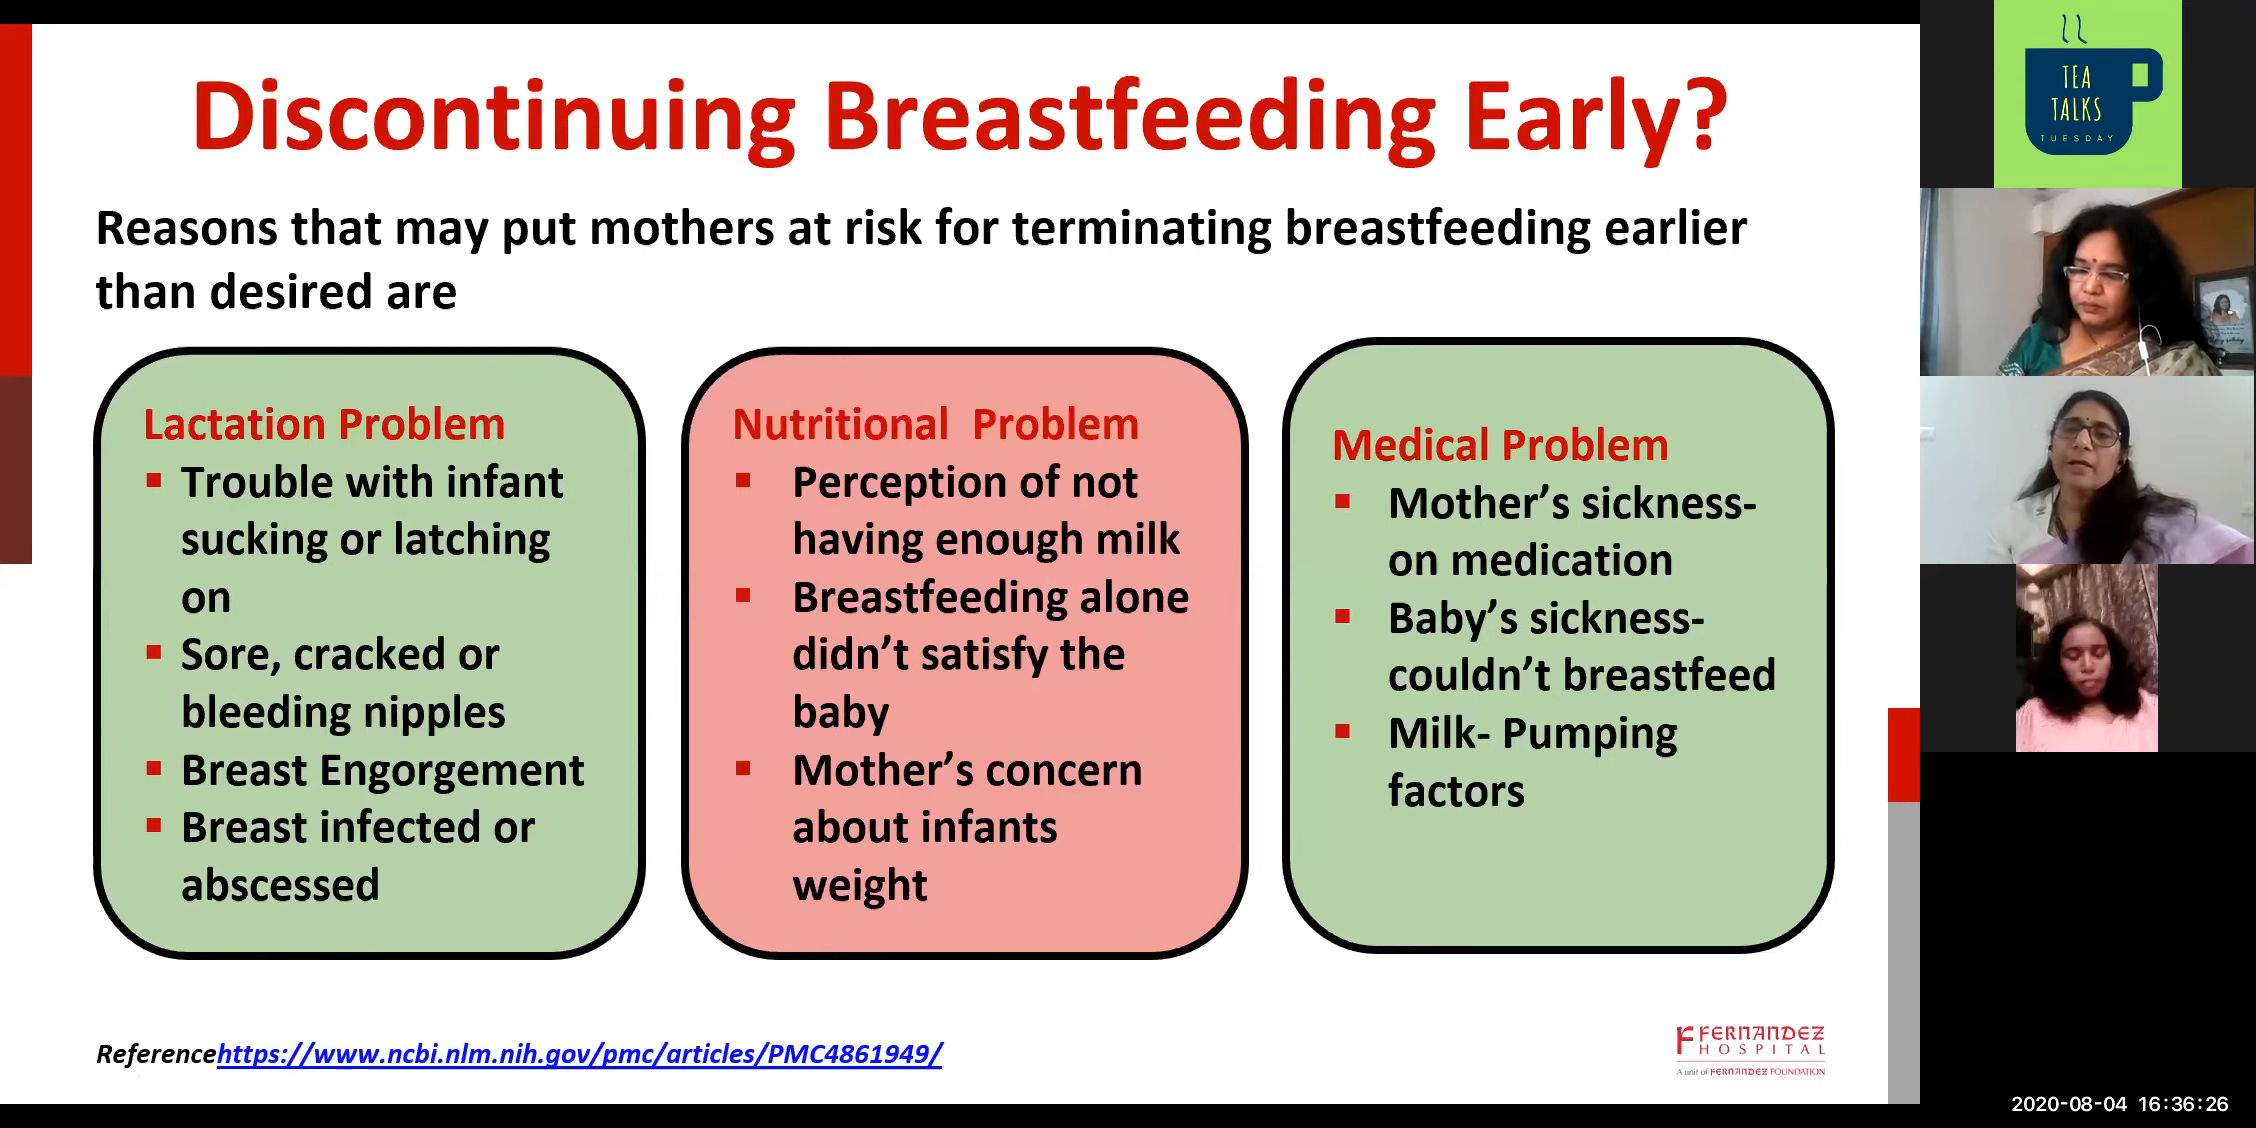 Discontinuing Breastfeeding Early?
Reasons that may put mothers at risk for terminating breastfeeding earlier
than desired are
Lactation Problem
▪ Trouble with infant
sucking or latching
on
▪ Sore, cracked or
bleeding nipples
▪ Breast Engorgement
▪ Breast infected or
abscessed
Nutritional  Problem
▪ Perception of not
having enough milk
▪ Breastfeeding alone
didn’t satisfy the
baby
▪ Mother’s concern
about infants
weight
Medical Problem
▪ Mother’s sickness-
on medication
▪ Baby’s sickness-
couldn’t breastfeed
▪ Milk- Pumping
factors
Referencehttps://www.ncbi.nlm.nih.gov/pmc/articles/PMC4861949/
FERNANDEZ
HOSPITAL
A unit of FERNANDEZ FOUNDATION
TEA
TALKS
TUESDAY
2020-08-04 16:36:26